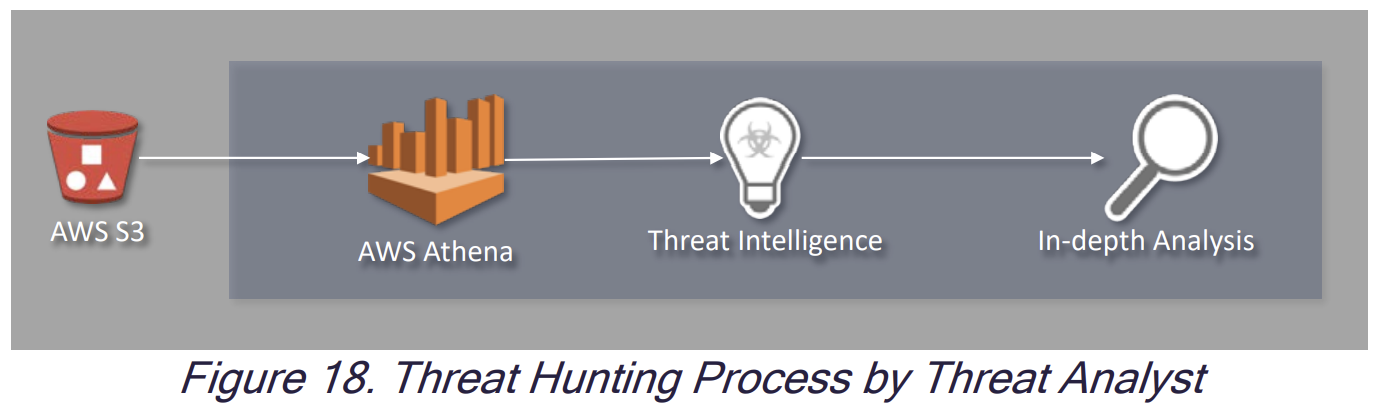 AWS S3
AWS Athena
Threat Intelligence
In-depth Analysis
Figure 18. Threat Hunting Process by Threat Analyst